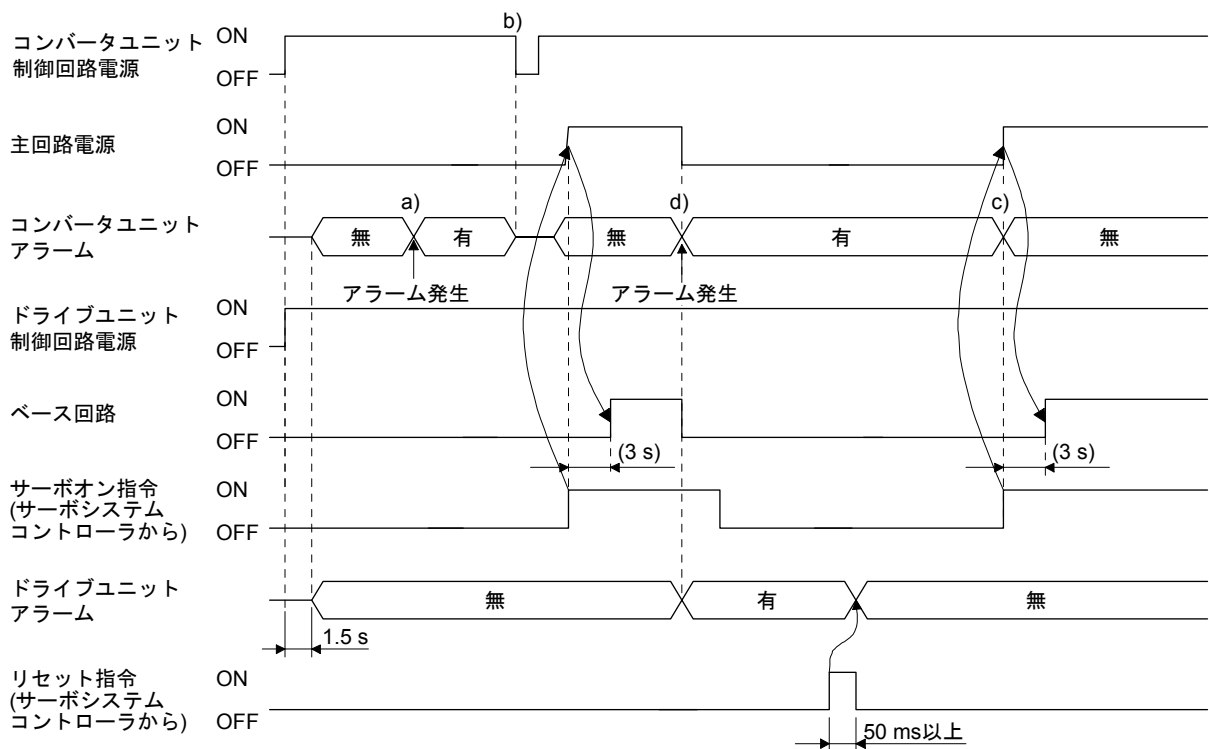 b)
コンバータユニット
制御回路電源
ON
OFF
主回路電源
ON
OFF
コンバータユニット
アラーム
a)
d)
c)
無
有
無
有
無
アラーム発生
アラーム発生
ドライブユニット
制御回路電源
ON
OFF
ベース回路
ON
OFF
(3 s)
(3 s)
サーボオン指令
(サーボシステム
コントローラから)
ON
OFF
ドライブユニット
アラーム
無
有
無
1.5 s
リセット指令
(サーボシステム
コントローラから)
ON
OFF
50 ms以上